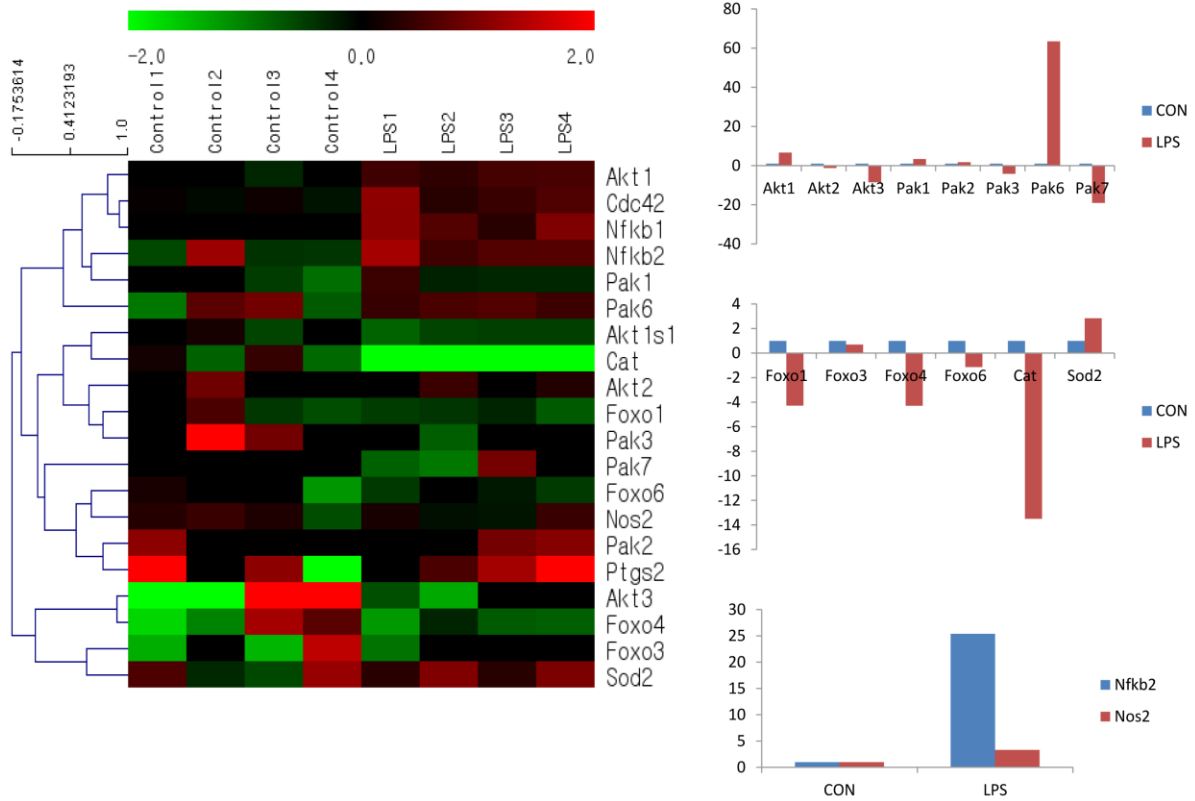 -2.0 0.0 2.0
-0.1753614 0.4123193 1.0
Control1 Control2 Control3 Control4 LPS1 LPS2 LPS3 LPS4
Akt1
Cdc42
Nfkb1
Nfkb2
Pak1
Pak6
Akt1s1
Cat
Akt2
Foxo1
Pak3
Pak7
Foxo6
Nos2
Pak2
Ptgs2
Akt3
Foxo4
Foxo3
Sod2
80
60
40
20
0
-20
-40
Akt1 Akt2 Akt3 Pak1 Pak2 Pak3 Pak6 Pak7
CON
LPS
4
2
0
-2
-4
-6
-8
-10
-12
-14
-16
Foxo1 Foxo3 Foxo4 Foxo6 Cat Sod2
CON
LPS
30
25
20
15
10
5
0
CON LPS
Nfkb2
Nos2